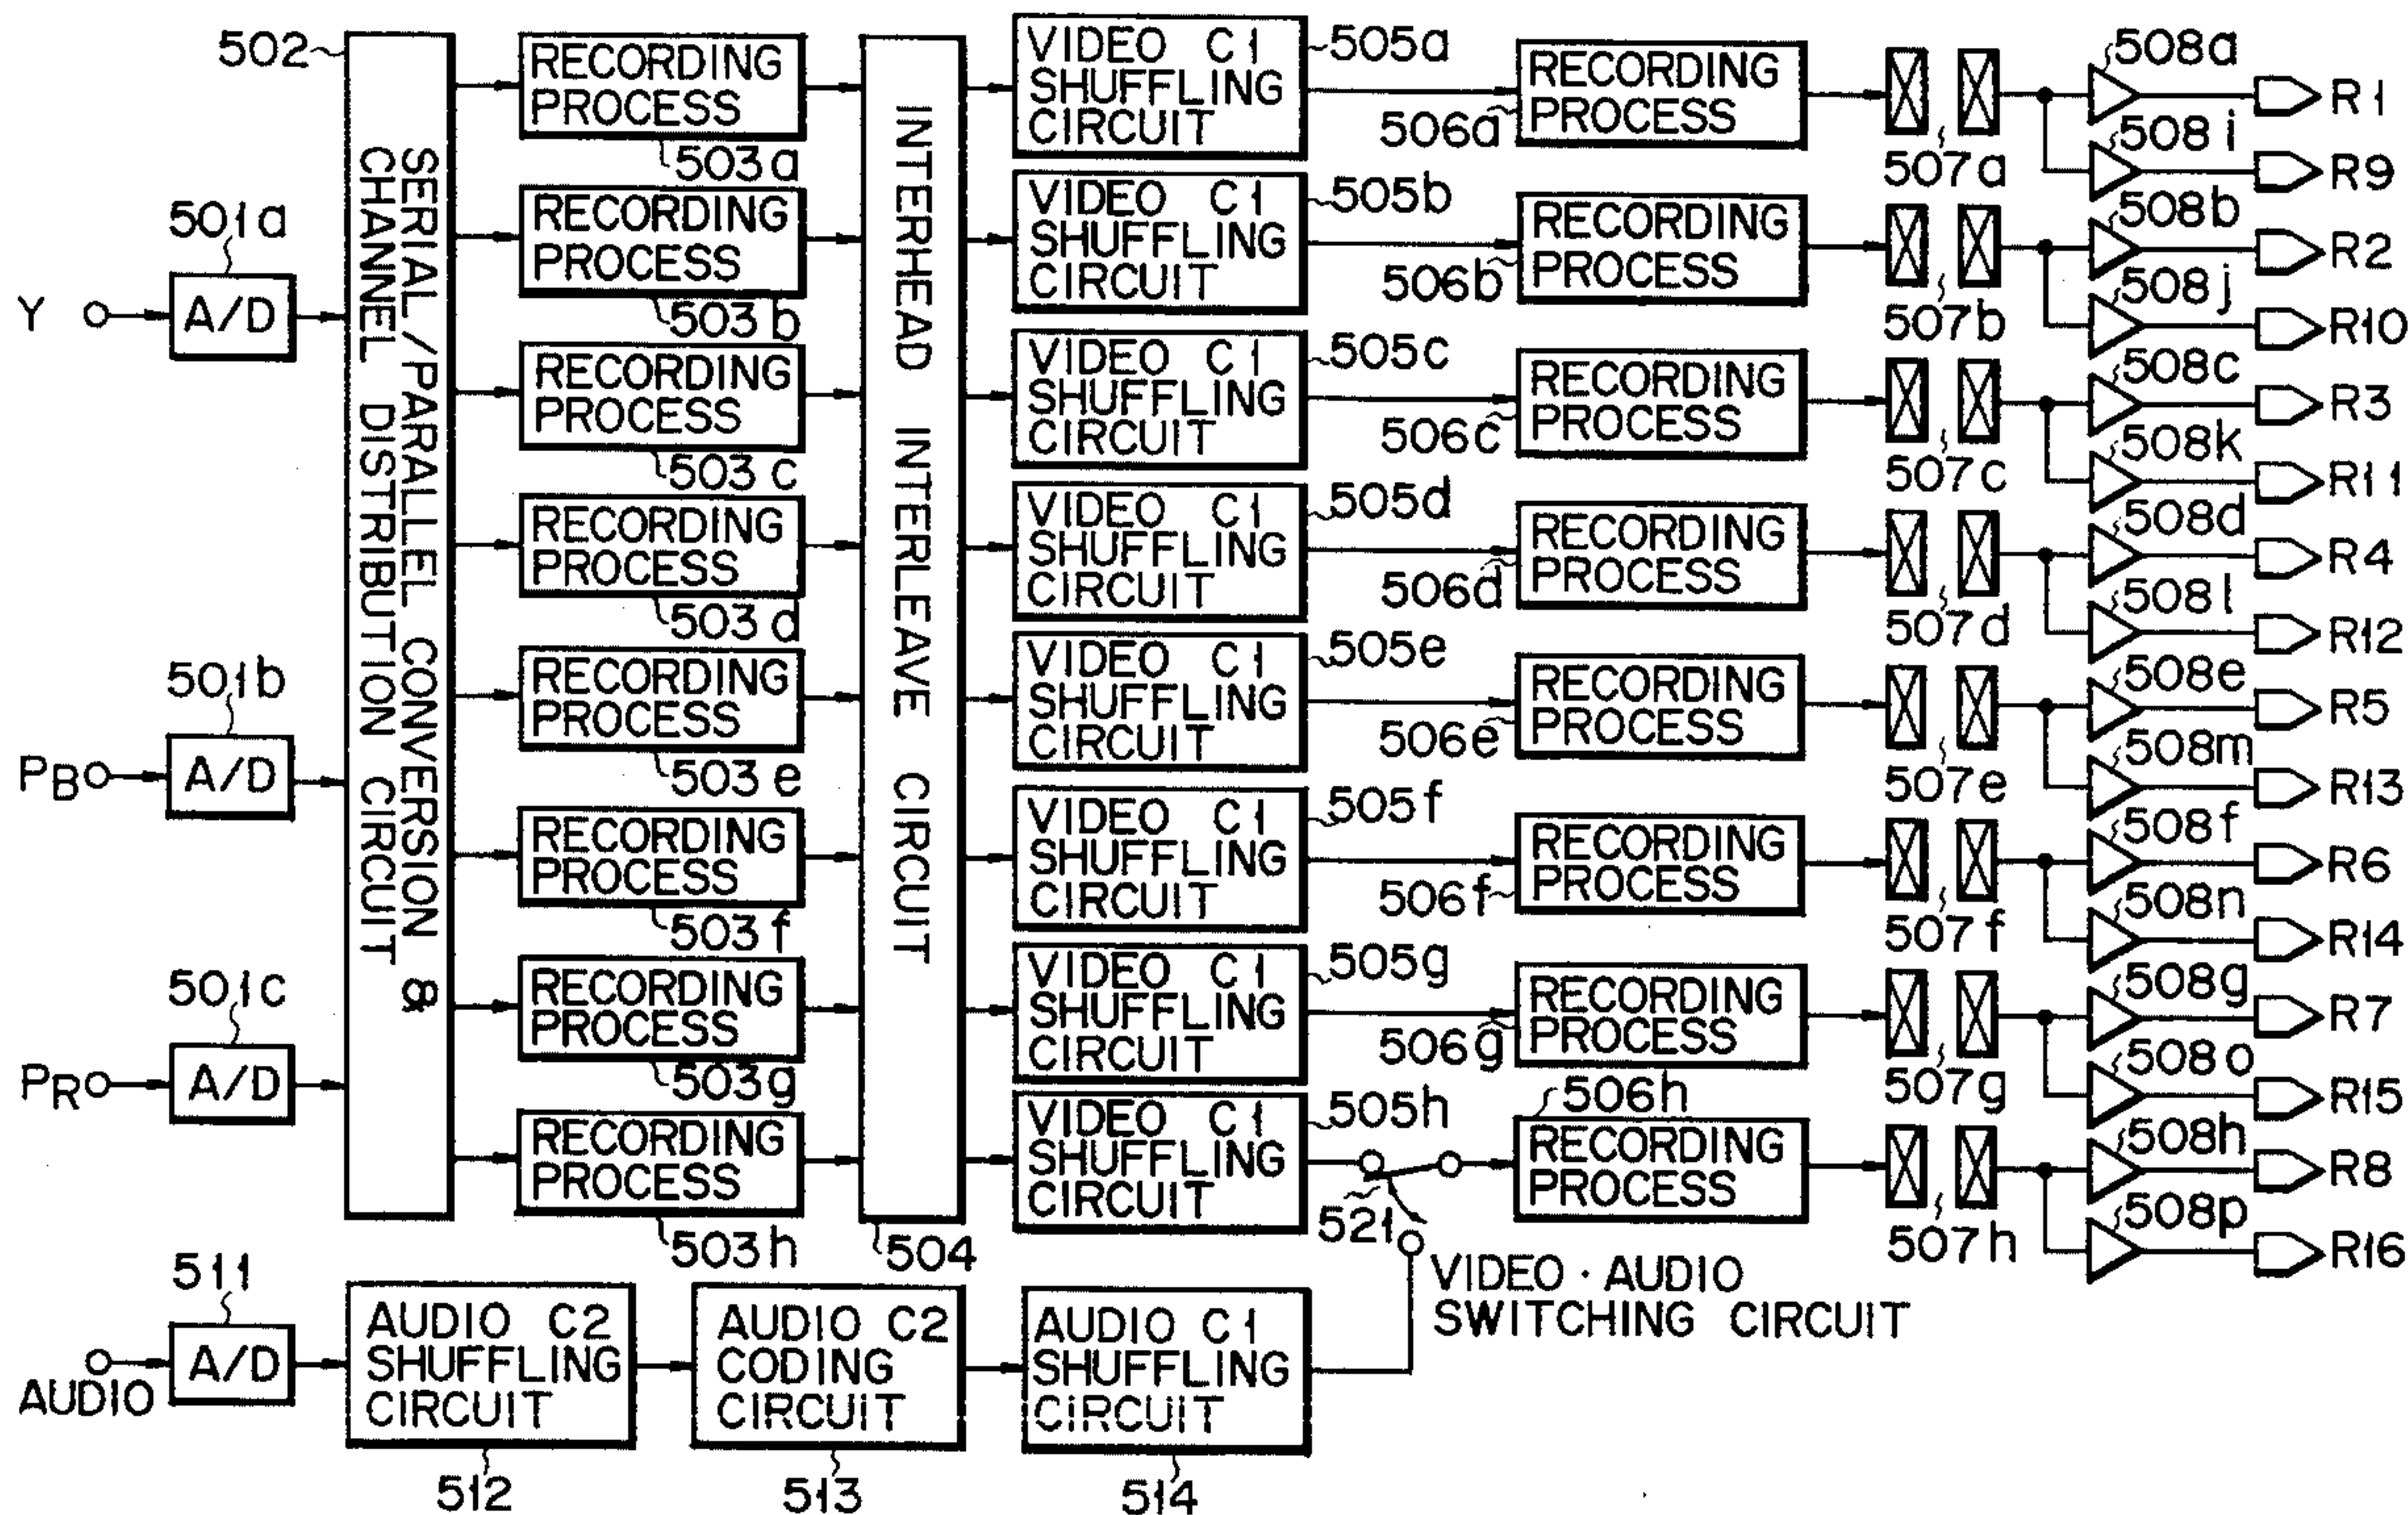 502
SERIAL/PARALLEL CONVERSION &
CHANNEL DISTRIBUTION CIRCUIT
Y
501a
A/D
PB
501b
A/D
PR
501c
A/D
RECORDING
PROCESS
503a
RECORDING
PROCESS
503b
RECORDING
PROCESS
503c
RECORDING
PROCESS
503d
RECORDING
PROCESS
503e
RECORDING
PROCESS
503f
RECORDING
PROCESS
503g
RECORDING
PROCESS
503h
INTERHEAD INTERLEAVE CIRCUIT
504
VIDEO C1
SHUFFLING
CIRCUIT
505a
VIDEO C1
SHUFFLING
CIRCUIT
505b
VIDEO C1
SHUFFLING
CIRCUIT
505c
VIDEO C1
SHUFFLING
CIRCUIT
505d
VIDEO C1
SHUFFLING
CIRCUIT
505e
VIDEO C1
SHUFFLING
CIRCUIT
505f
VIDEO C1
SHUFFLING
CIRCUIT
505g
VIDEO C1
SHUFFLING
CIRCUIT
505h
RECORDING
PROCESS
506a
RECORDING
PROCESS
506b
RECORDING
PROCESS
506c
RECORDING
PROCESS
506d
RECORDING
PROCESS
506e
RECORDING
PROCESS
506f
RECORDING
PROCESS
506g
506h
RECORDING
PROCESS
507a
507b
507c
507d
507e
507f
507g
507h
508a
R1
508i
R9
508b
R2
508j
R10
508c
R3
508k
R11
508d
R4
508l
R12
508e
R5
508m
R13
508f
R6
508n
R14
508g
R7
508o
R15
508h
R8
508p
R16
521
VIDEO · AUDIO
SWITCHING CIRCUIT
AUDIO
511
A/D
AUDIO C2
SHUFFLING
CIRCUIT
512
AUDIO C2
CODING
CIRCUIT
513
AUDIO C1
SHUFFLING
CIRCUIT
514